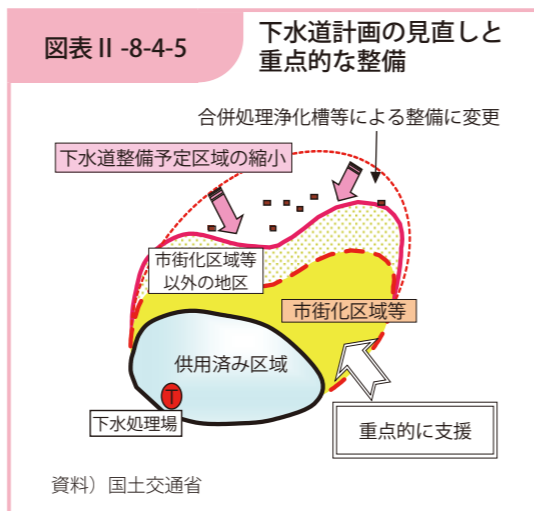 図表Ⅱ-8-4-5
下水道計画の見直しと
重点的な整備
合併処理浄化槽等による整備に変更
下水道整備予定区域の縮小
市街化区域等
以外の地区
市街化区域等
供用済み区域
T
下水処理場
重点的に支援
資料）国土交通省